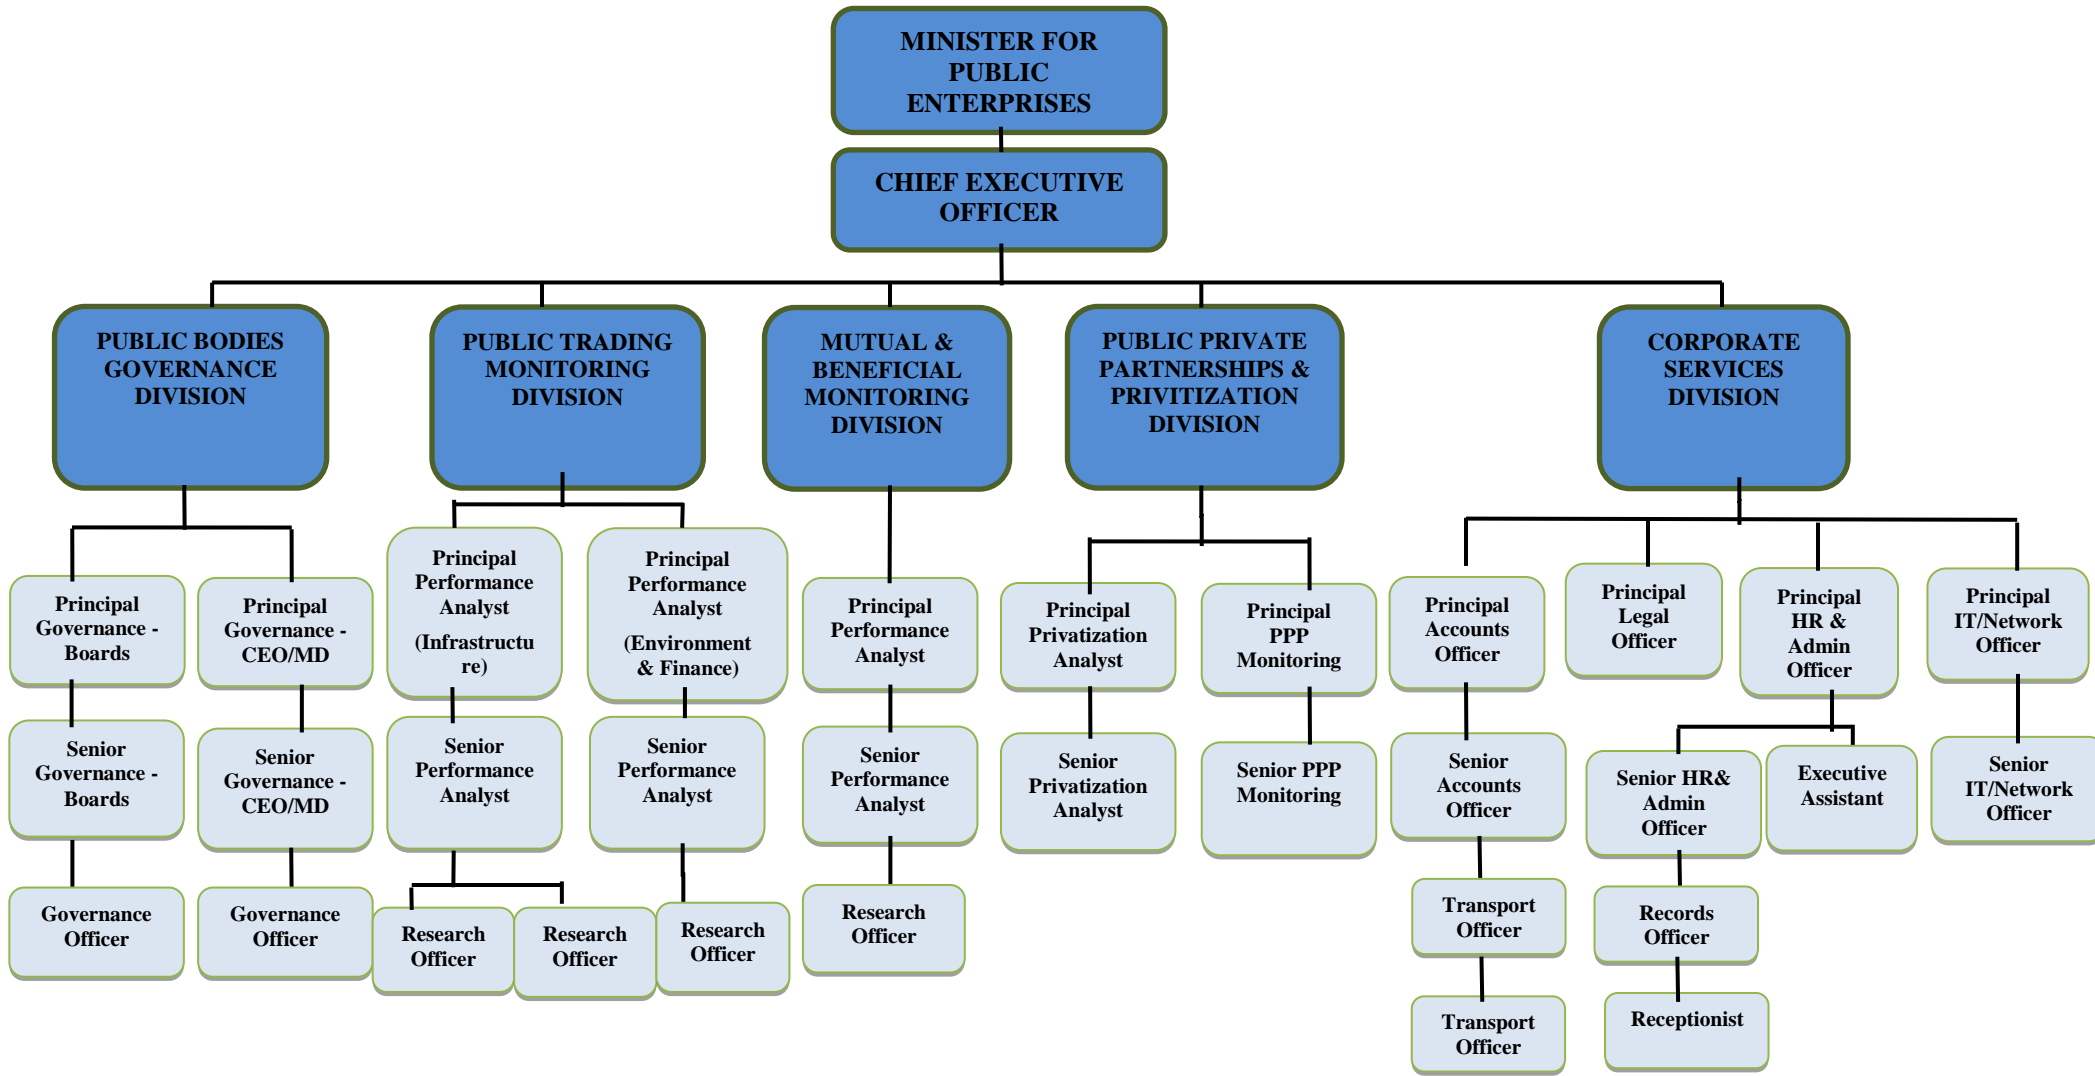 MINISTER FOR
PUBLIC
ENTERPRISES
CHIEF EXECUTIVE
OFFICER
PUBLIC BODIES
GOVERNANCE
DIVISION
PUBLIC TRADING
MONITORING
DIVISION
MUTUAL &
BENEFICIAL
MONITORING
DIVISION
PUBLIC PRIVATE
PARTNERSHIPS &
PRIVITIZATION
DIVISION
CORPORATE
SERVICES
DIVISION
Principal
Governance -
Boards
Principal
Governance -
CEO/MD
Principal
Performance
Analyst
(Infrastructu
re)
Principal
Performance
Analyst
(Environment
& Finance)
Principal
Performance
Analyst
Principal
Privatization
Analyst
Principal
PPP
Monitoring
Principal
Accounts
Officer
Principal
Legal
Officer
Principal
HR &
Admin
Officer
Principal
IT/Network
Officer
Senior
Governance -
Boards
Senior
Governance -
CEO/MD
Senior
Performance
Analyst
Senior
Performance
Analyst
Senior
Performance
Analyst
Senior
Privatization
Analyst
Senior PPP
Monitoring
Senior
Accounts
Officer
Senior HR&
Admin
Officer
Executive
Assistant
Senior
IT/Network
Officer
Governance
Officer
Governance
Officer
Research
Officer
Research
Officer
Research
Officer
Research
Officer
Transport
Officer
Records
Officer
Transport
Officer
Receptionist